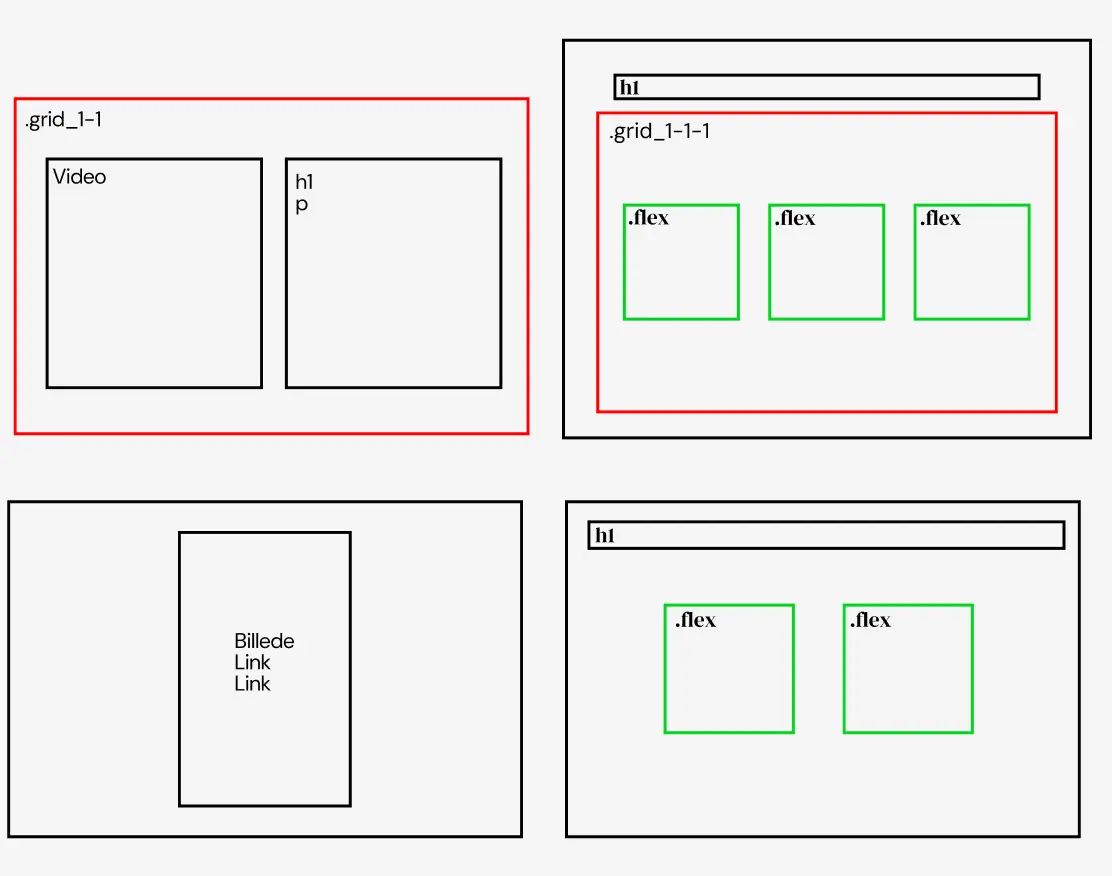 .grid_1-1
Video
h1
p
h1
.grid_1-1-1
.flex
.flex
.flex
Billede
Link
Link
h1
.flex
.flex